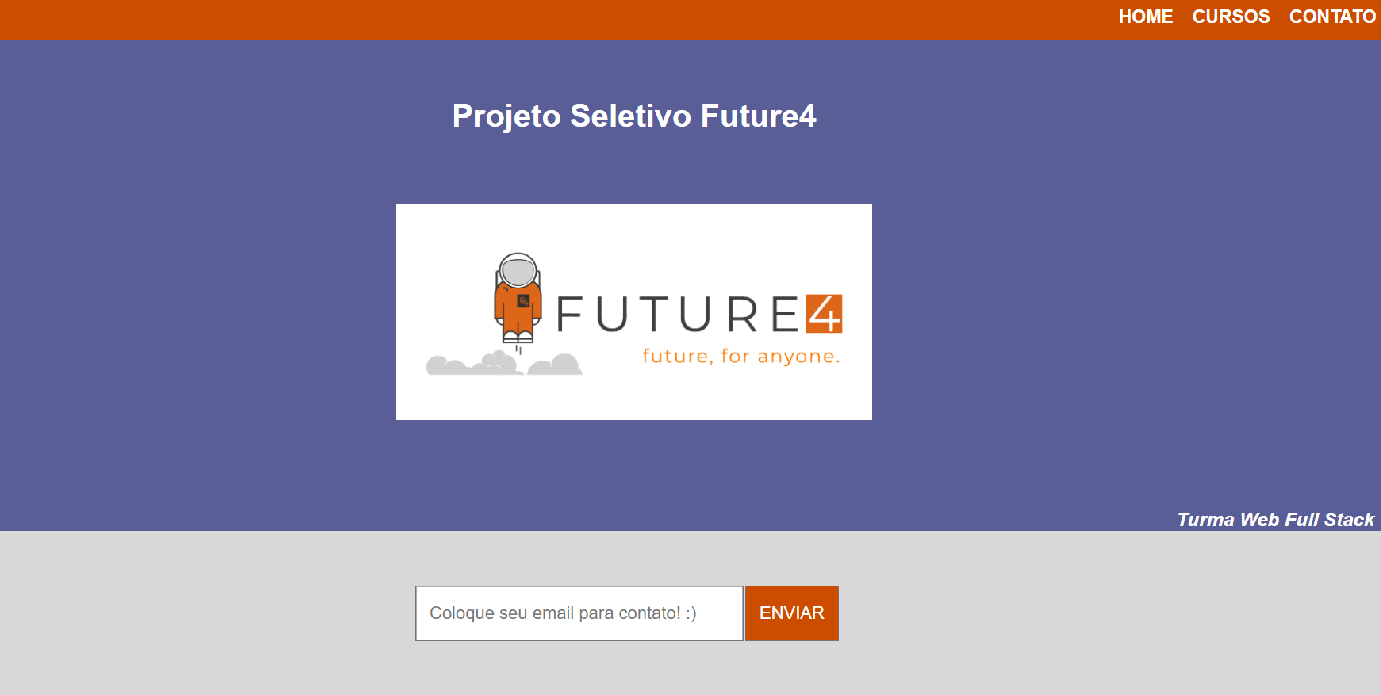 HOME CURSOS CONTATO
Projeto Seletivo Future4
FUTURE4
future, for anyone.
Turma Web Full Stack
Coloque seu email para contato! :) ENVIAR